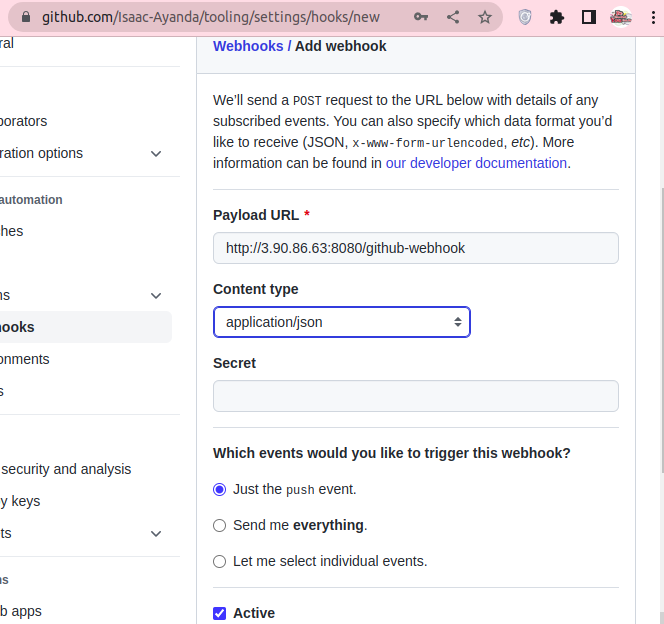 github.com/Isaac-Ayanda/tooling/settings/hooks/new
ral
Webhooks / Add webhook
We'll send a POST request to the URL below with details of any
subscribed events. You can also specify which data format you'd
like to receive (JSON, x-www-form-urlencoded, etc). More
information can be found in our developer documentation.
orators
ration options
automation
hes
ns
ooks
onments
s
security and analysis
y keys
ts
ns
b apps
Payload URL *
http://3.90.86.63:8080/github-webhook
Content type
application/json
Secret
Which events would you like to trigger this webhook?
Just the push event.
Send me everything.
Let me select individual events.
Active